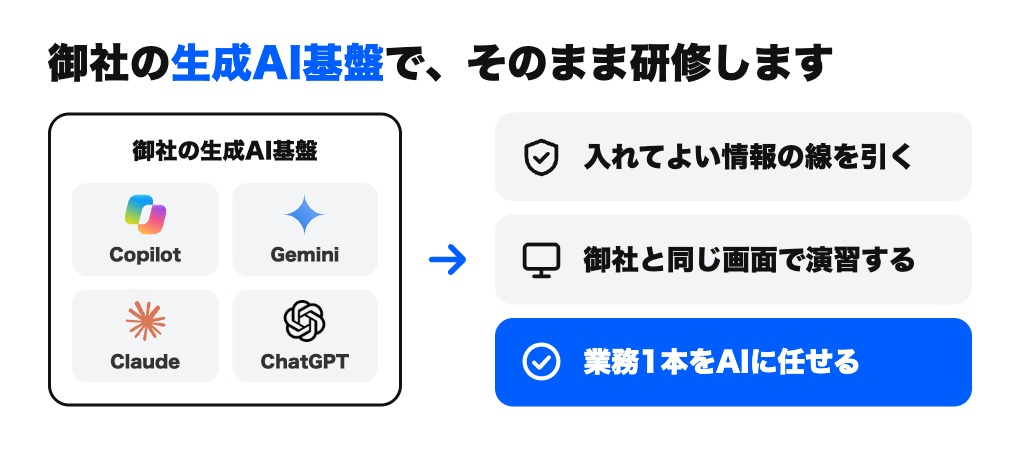 御社の生成AI基盤で、そのまま研修します
御社の生成AI基盤
Copilot
Gemini
Claude
ChatGPT
入れてよい情報の線を引く
御社と同じ画面で演習する
業務1本をAIに任せる